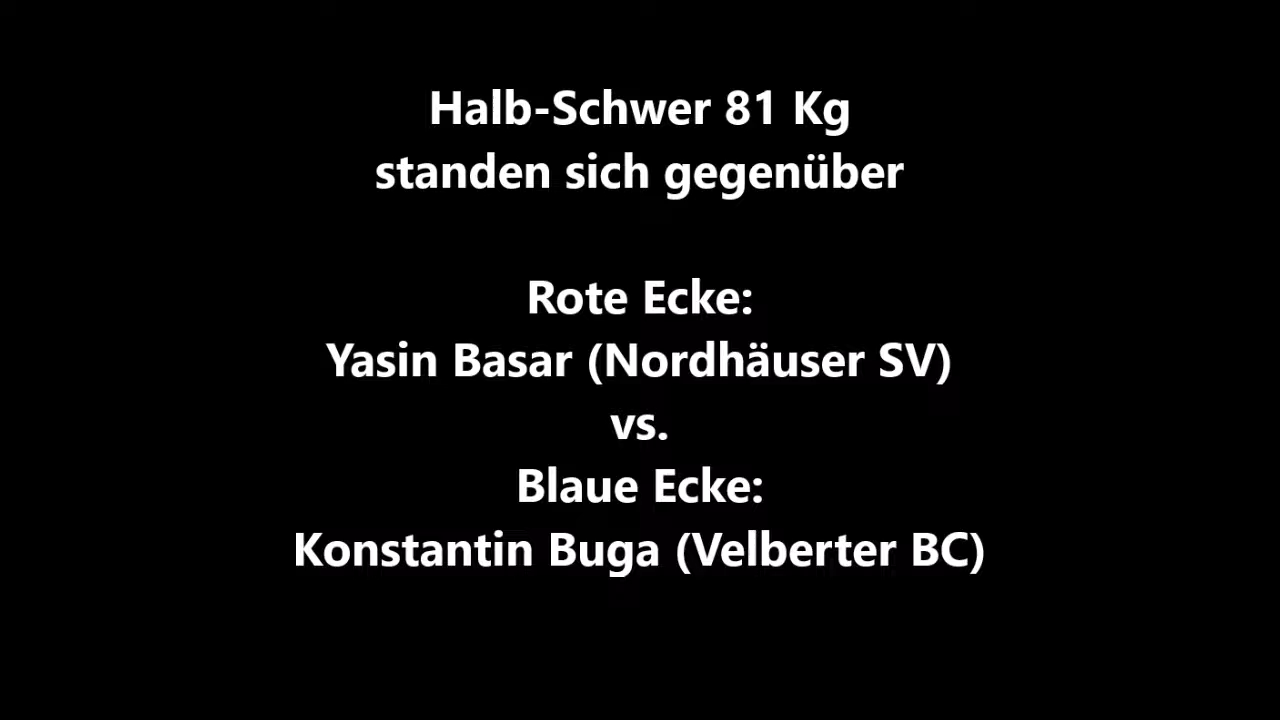 Halb-Schwer 81 Kg
standen sich gegenüber
Rote Ecke:
Yasin Basar (Nordhäuser SV)
vs.
Blaue Ecke:
Konstantin Buga (Velberter BC)